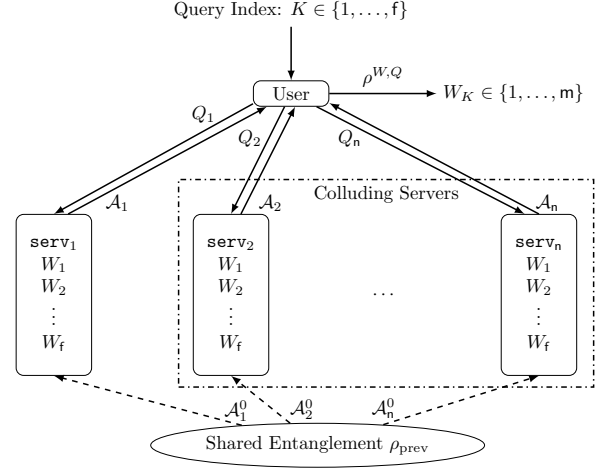 Query Index: K ∈ {1, . . . , f}
ρ^{W,Q}
User
W_K ∈ {1, . . . , m}
Q_1
Q_2
Q_n
Colluding Servers
𝒜_1
𝒜_2
𝒜_n
serv_1
W_1
W_2
⋮
W_f
serv_2
W_1
W_2
⋮
W_f
. . .
serv_n
W_1
W_2
⋮
W_f
𝒜_1^0
𝒜_2^0
𝒜_n^0
Shared Entanglement ρ_prev